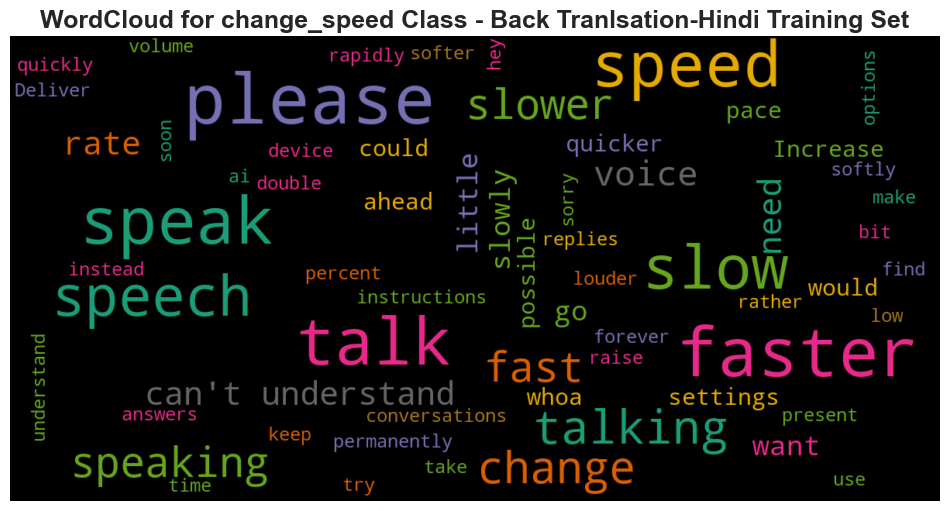 WordCloud for change_speed Class - Back Tranlsation-Hindi Training Set
volume
quickly
Deliver
rapidly
softer
hey
speed
options
please
slower
pace
rate
soon
device
could
quicker
Increase
voice
softly
ai
double
little
slowly
sorry
need
make
ahead
speak
possible
replies
bit
instead
percent
slow
louder
find
speech
instructions
go
rather
would
low
talk
forever
raise
faster
understand
can't understand
fast
whoa
settings
answers
conversations
present
keep
permanently
talking
want
speaking
time
take
try
change
use